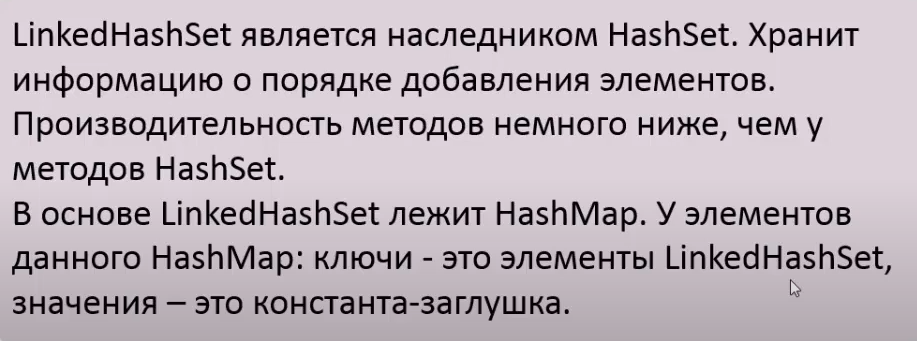 LinkedHashSet является наследником HashSet. Хранит
информацию о порядке добавления элементов.
Производительность методов немного ниже, чем у
методов HashSet.
В основе LinkedHashSet лежит HashMap. У элементов
данного HashMap: ключи - это элементы LinkedHashSet,
значения – это константа-заглушка.